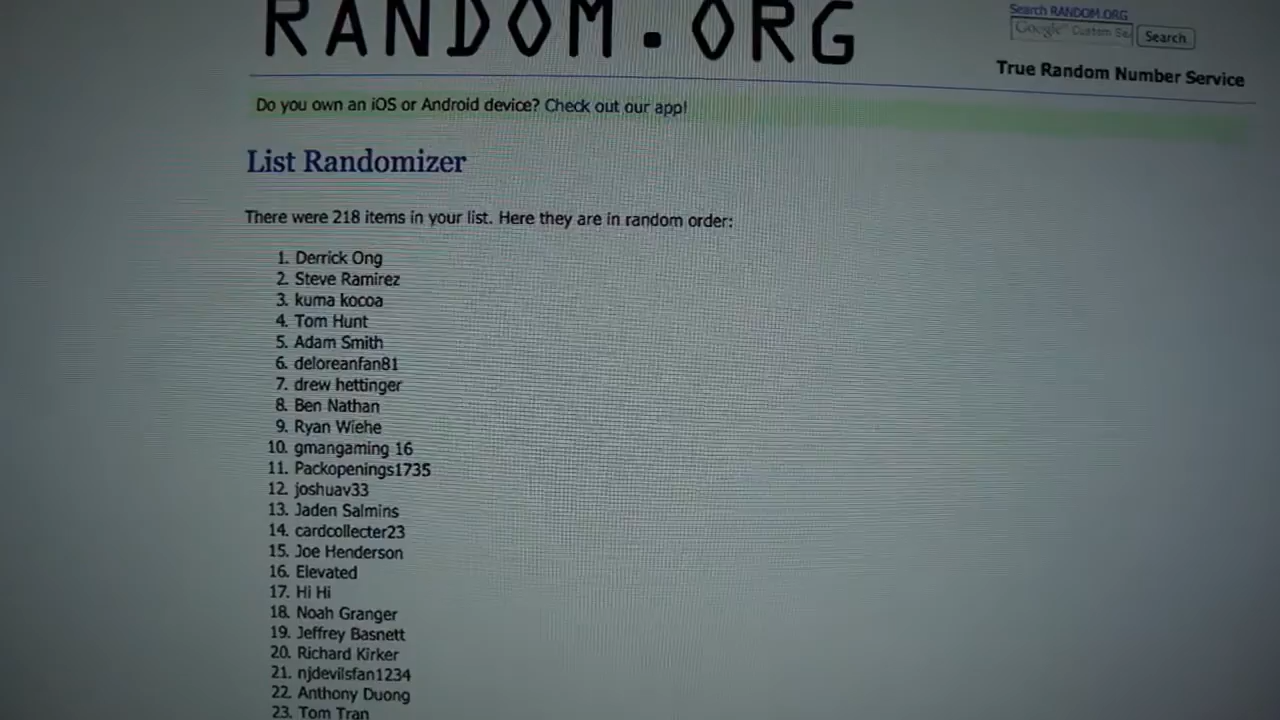 RANDOM.ORG
Search RANDOM.ORG
Google™ Custom Se
Search
True Random Number Service
Do you own an iOS or Android device? Check out our app!
List Randomizer
There were 218 items in your list. Here they are in random order:
1. Derrick Ong
2. Steve Ramirez
3. kuma kocoa
4. Tom Hunt
5. Adam Smith
6. deloreanfan81
7. drew hettinger
8. Ben Nathan
9. Ryan Wiehe
10. gmangaming 16
11. Packopenings1735
12. joshuav33
13. Jaden Salmins
14. cardcollecter23
15. Joe Henderson
16. Elevated
17. Hi Hi
18. Noah Granger
19. Jeffrey Basnett
20. Richard Kirker
21. njdevilsfan1234
22. Anthony Duong
23. Tom Tran